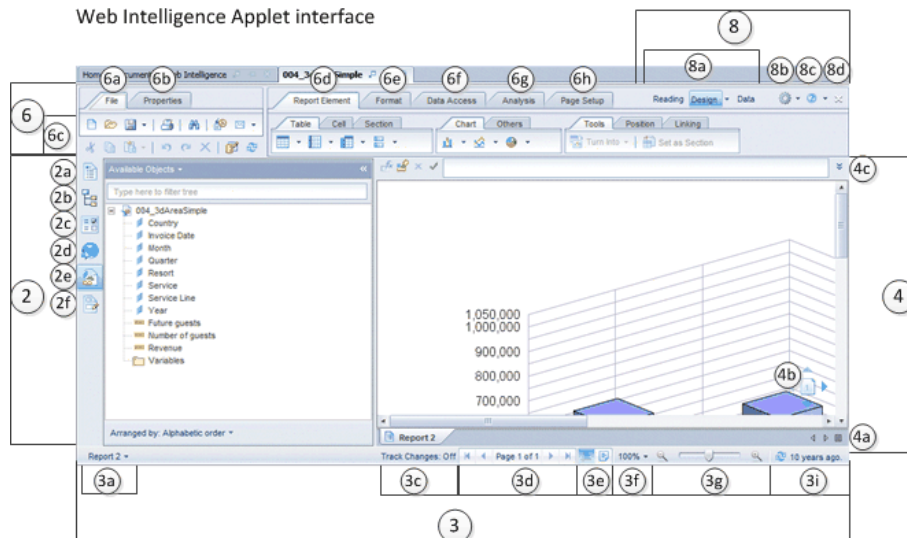 Web Intelligence Applet interface
8
8a
8b 8c 8d
6a 6b 6d 6e 6f 6g 6h
Web Intelligence 004_3
Simple
File Properties
Report Element Format Data Access Analysis Page Setup
Reading Design Data
6
6c
Table Cell Section
Chart Others
Tools Position Linking
Turn Into Set as Section
2
2a
2b
2c
2d
2e
2f
Available Objects
Type here to filter tree
004_3dAreaSimple
Country
Invoice Date
Month
Quarter
Resort
Service
Service Line
Year
Future guests
Number of guests
Revenue
Variables
Arranged by: Alphabetic order
4c
4
1,050,000
1,000,000
900,000
800,000
700,000
4b
1
Report 2
4a
Report 2
Track Changes: Off Page 1 of 1 100% 10 years ago.
3a 3c 3d 3e 3f 3g 3i
3